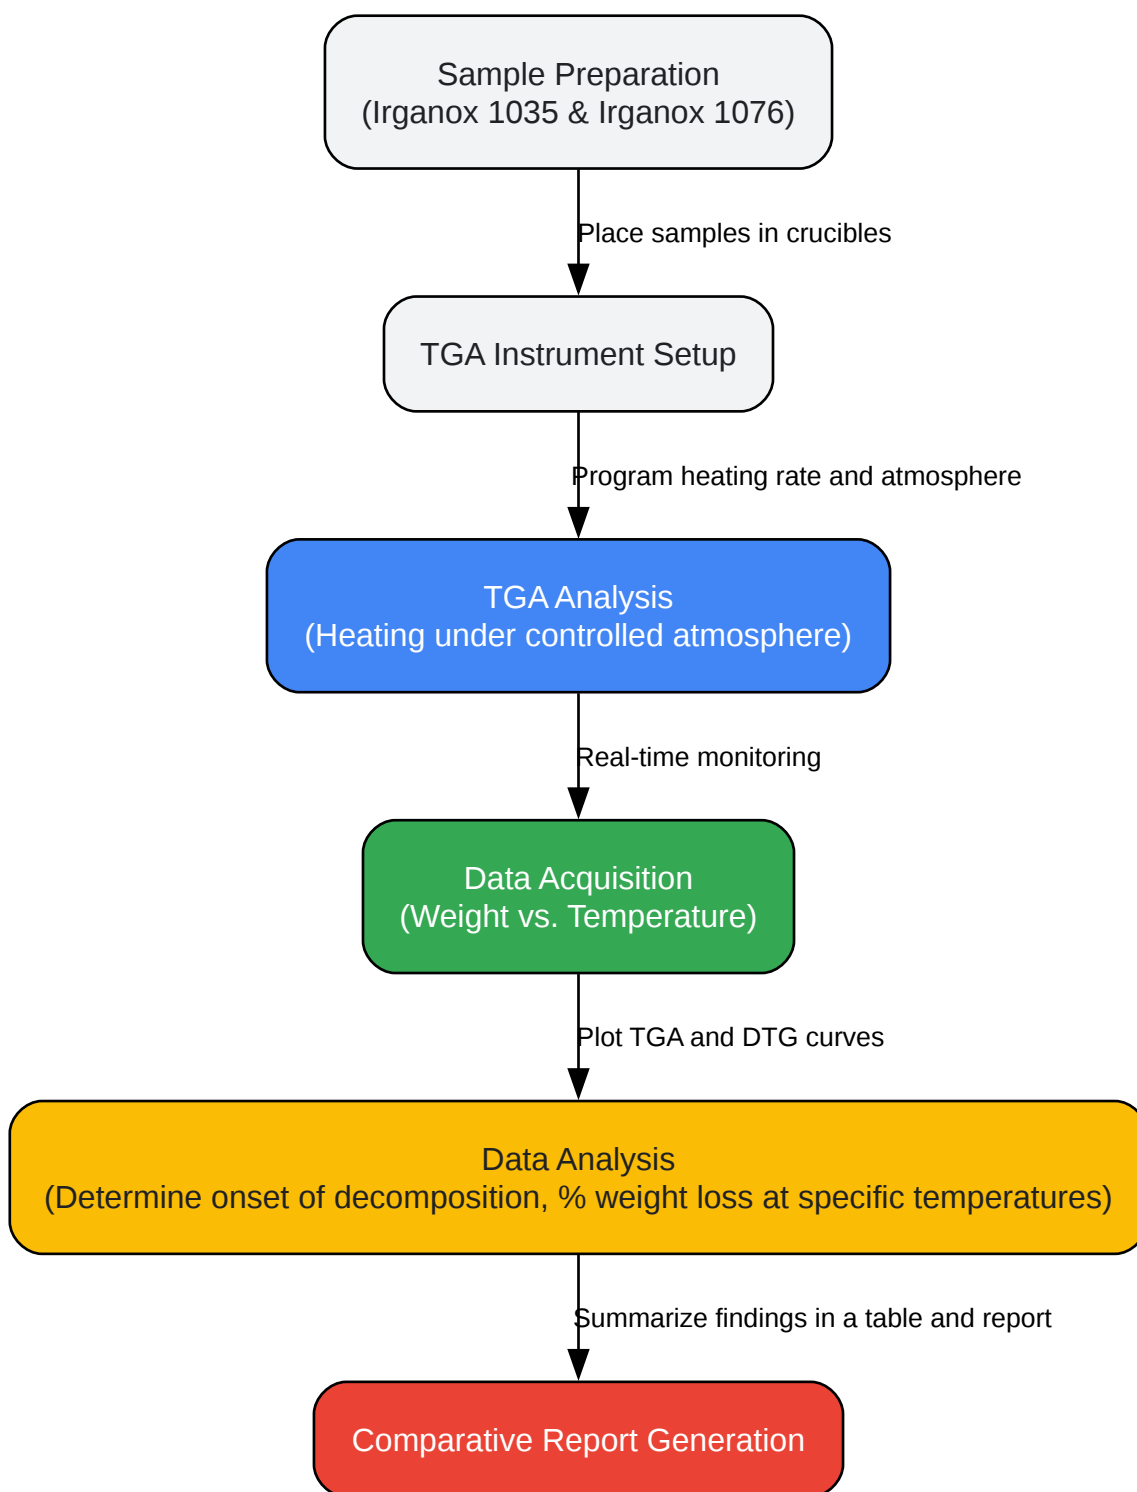 Sample Preparation
(Irganox 1035 & Irganox 1076)
Place samples in crucibles
TGA Instrument Setup
Program heating rate and atmosphere
TGA Analysis
(Heating under controlled atmosphere)
Real-time monitoring
Data Acquisition
(Weight vs. Temperature)
Plot TGA and DTG curves
Data Analysis
(Determine onset of decomposition, % weight loss at specific temperatures)
Summarize findings in a table and report
Comparative Report Generation